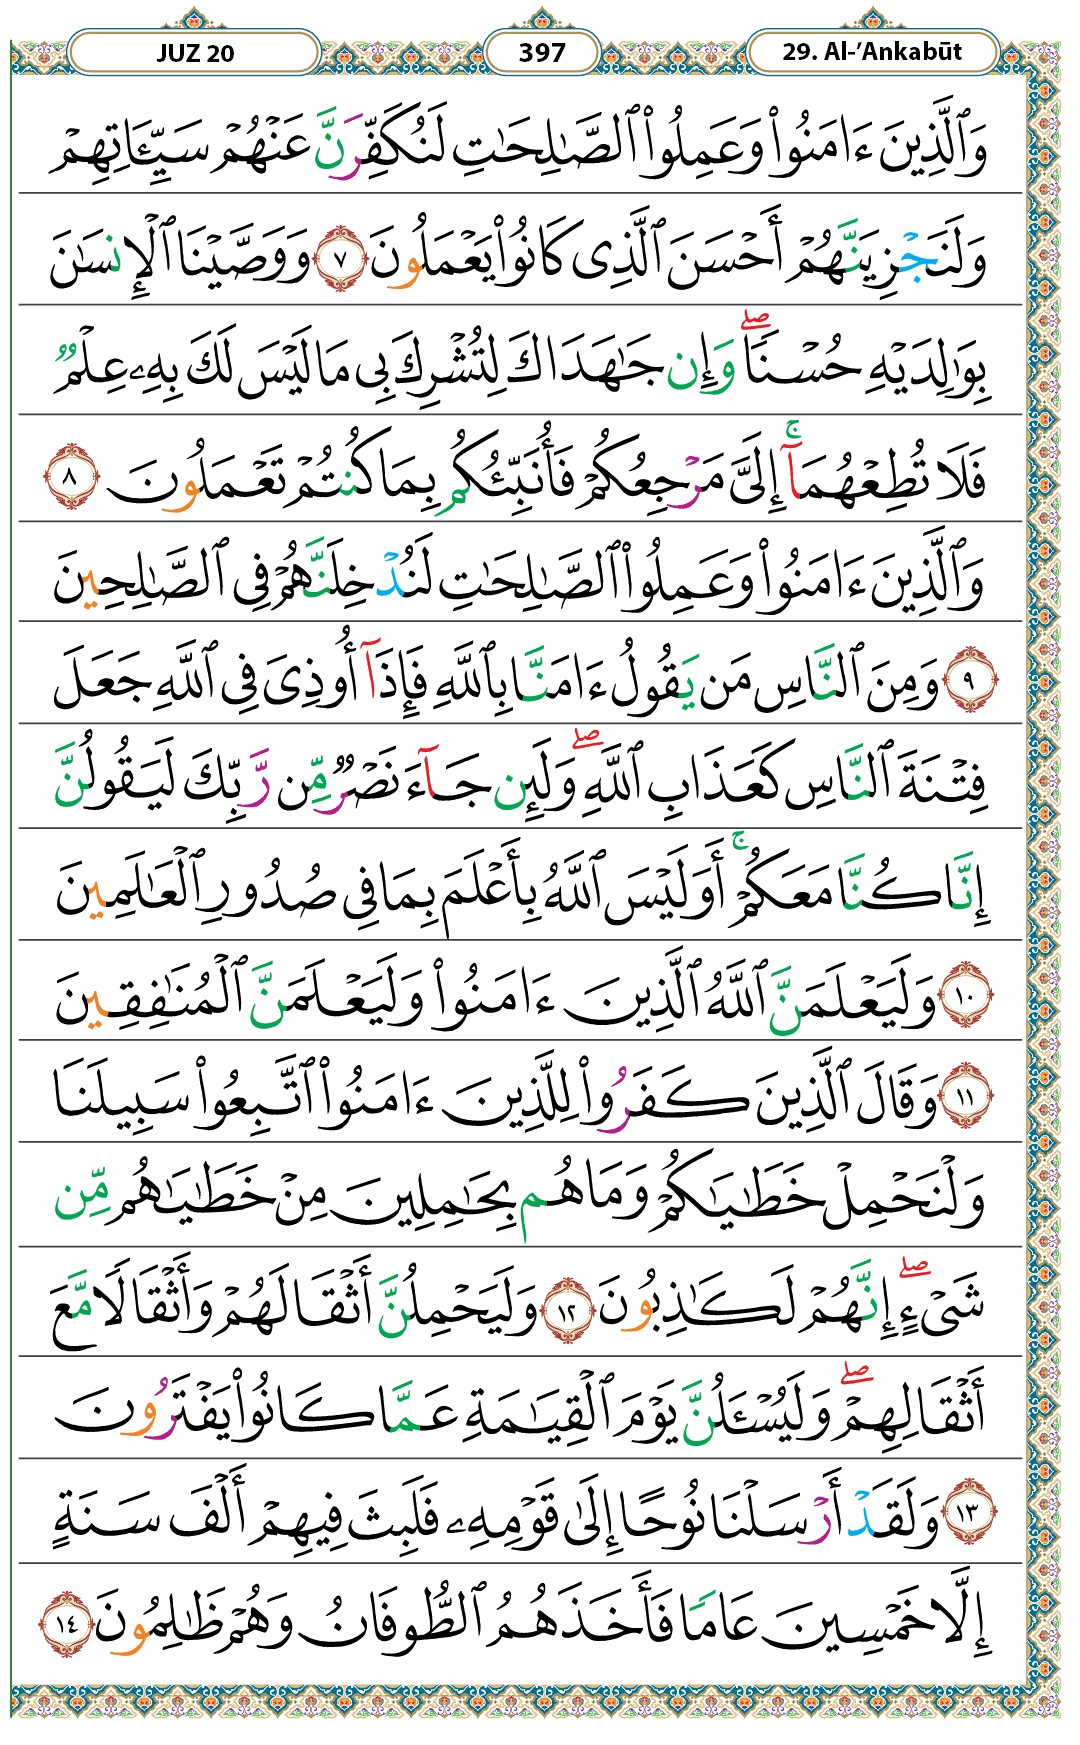 JUZ 20
397
29. Al-’Ankabūt
وَٱلَّذِينَ ءَامَنُوا۟ وَعَمِلُوا۟ ٱلصَّـٰلِحَـٰتِ لَنُكَفِّرَنَّ عَنْهُمْ سَيِّـَٔاتِهِمْ
وَلَنَجْزِيَنَّهُمْ أَحْسَنَ ٱلَّذِى كَانُوا۟ يَعْمَلُونَ ٧ وَوَصَّيْنَا ٱلْإِنسَـٰنَ
بِوَٰلِدَيْهِ حُسْنًا ۖ وَإِن جَـٰهَدَاكَ لِتُشْرِكَ بِى مَا لَيْسَ لَكَ بِهِۦ عِلْمٌ
فَلَا تُطِعْهُمَآ ۚ إِلَىَّ مَرْجِعُكُمْ فَأُنَبِّئُكُم بِمَا كُنتُمْ تَعْمَلُونَ ٨
وَٱلَّذِينَ ءَامَنُوا۟ وَعَمِلُوا۟ ٱلصَّـٰلِحَـٰتِ لَنُدْخِلَنَّهُمْ فِى ٱلصَّـٰلِحِينَ
٩ وَمِنَ ٱلنَّاسِ مَن يَقُولُ ءَامَنَّا بِٱللَّهِ فَإِذَآ أُوذِىَ فِى ٱللَّهِ جَعَلَ
فِتْنَةَ ٱلنَّاسِ كَعَذَابِ ٱللَّهِ ۖ وَلَئِن جَآءَ نَصْرٌ مِّن رَّبِّكَ لَيَقُولُنَّ
إِنَّا كُنَّا مَعَكُمْ ۚ أَوَلَيْسَ ٱللَّهُ بِأَعْلَمَ بِمَا فِى صُدُورِ ٱلْعَـٰلَمِينَ
١٠ وَلَيَعْلَمَنَّ ٱللَّهُ ٱلَّذِينَ ءَامَنُوا۟ وَلَيَعْلَمَنَّ ٱلْمُنَـٰفِقِينَ
١١ وَقَالَ ٱلَّذِينَ كَفَرُوا۟ لِلَّذِينَ ءَامَنُوا۟ ٱتَّبِعُوا۟ سَبِيلَنَا
وَلْنَحْمِلْ خَطَـٰيَـٰكُمْ وَمَا هُم بِحَـٰمِلِينَ مِنْ خَطَـٰيَـٰهُم مِّن
شَىْءٍ ۖ إِنَّهُمْ لَكَـٰذِبُونَ ١٢ وَلَيَحْمِلُنَّ أَثْقَالَهُمْ وَأَثْقَالًا مَّعَ
أَثْقَالِهِمْ ۖ وَلَيُسْـَٔلُنَّ يَوْمَ ٱلْقِيَـٰمَةِ عَمَّا كَانُوا۟ يَفْتَرُونَ
١٣ وَلَقَدْ أَرْسَلْنَا نُوحًا إِلَىٰ قَوْمِهِۦ فَلَبِثَ فِيهِمْ أَلْفَ سَنَةٍ
إِلَّا خَمْسِينَ عَامًا فَأَخَذَهُمُ ٱلطُّوفَانُ وَهُمْ ظَـٰلِمُونَ ١٤